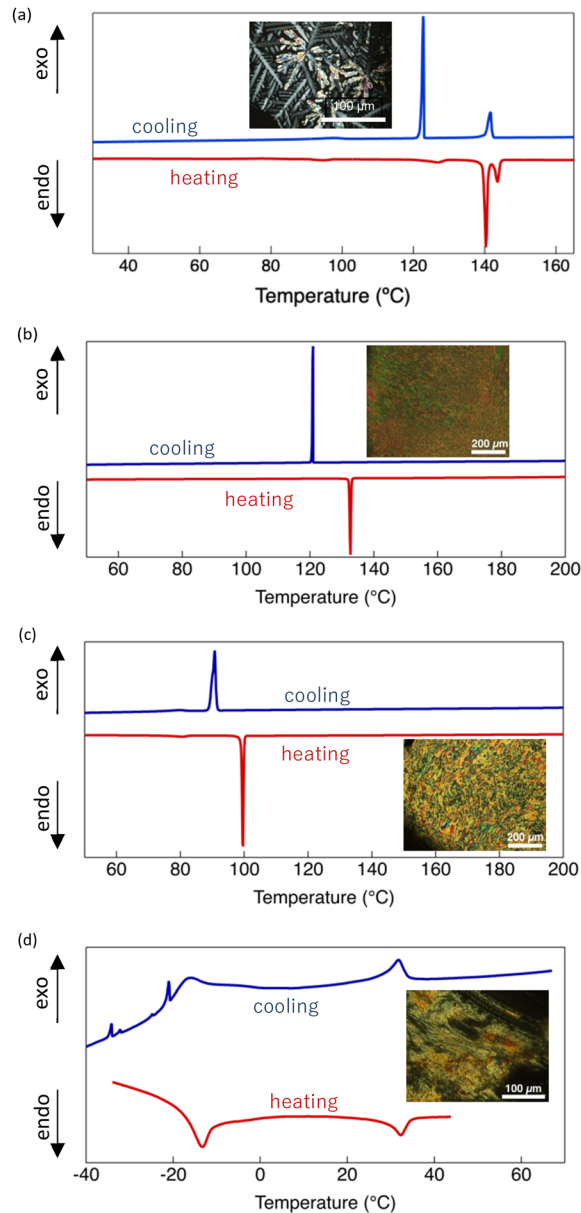 (a)
exo
endo
100 µm
cooling
heating
40 60 80 100 120 140 160
Temperature (ºC)
(b)
exo
endo
200 µm
cooling
heating
60 80 100 120 140 160 180 200
Temperature (°C)
(c)
exo
endo
cooling
heating
200 µm
60 80 100 120 140 160 180 200
Temperature (°C)
(d)
exo
endo
cooling
heating
100 µm
-40 -20 0 20 40 60
Temperature (°C)